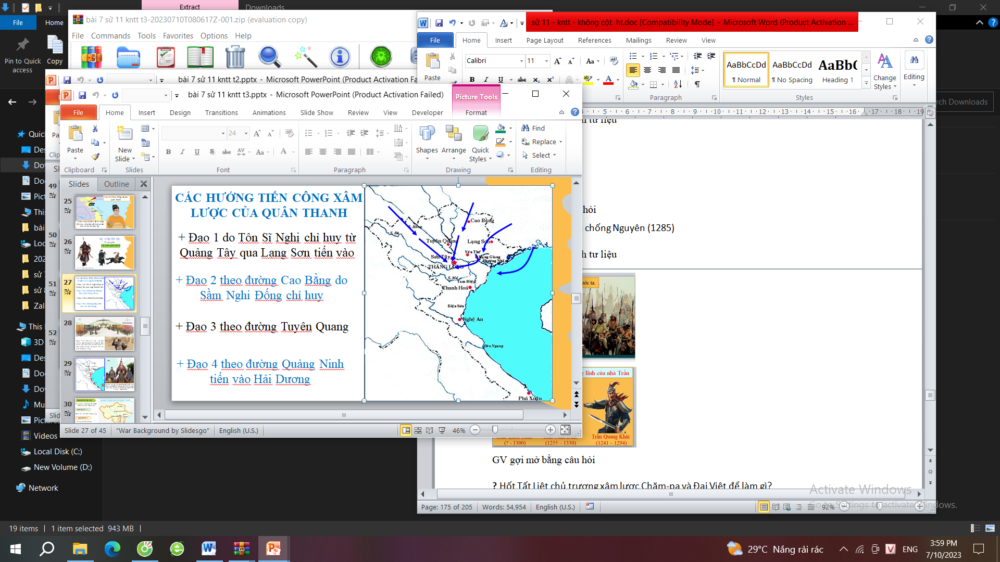 Extract
Downloads
File
Home
Pin to Quick access
Copy
bài 7 sử 11 kntt t3-20230710T080617Z-001.zip (evaluation copy)
File Commands Tools Favorites Options Help
sử 11 - kntt - không cột ht.doc [Compatibility Mode] - Microsoft Word (Product Activation ...
File Home Insert Page Layout References Mailings Review View
Paste
Calibri 11
Paragraph
AaBbCcDd AaBbCcDd AaBbC
¶ Normal ¶ No Spacing Heading 1
Change Styles
Styles
Editing
bài 7 sử 11 kntt t2.pptx - Microsoft PowerPoint (Product Activation Fa
bài 7 sử 11 kntt t3.pptx - Microsoft PowerPoint (Product Activation Failed)
Picture Tools
File Home Insert Design Transitions Animations Slide Show Review View Developer Format
Paste
New Slide
24
Shapes Arrange Quick Styles
Find
Replace
Select
Clipboard Slides Font Paragraph Drawing Editing
Slides Outline
49
50
51
52
25
26
27
28
29
30
CÁC HƯỚNG TIẾN CÔNG XÂM
LƯỢC CỦA QUÂN THANH
+ Đạo 1 do Tôn Sĩ Nghị chỉ huy từ
Quảng Tây qua Lang Sơn tiến vào
+ Đạo 2 theo đường Cao Bằng do
Sầm Nghi Đống chỉ huy
+ Đạo 3 theo đường Tuyên Quang
+ Đạo 4 theo đường Quảng Ninh
tiến vào Hải Dương
Cao Bằng
S. Hồng
S. Đà
Tuyên Quang
Lạng Sơn
Yên Thế
Sơn Tây
Phượng Nhãn
THĂNG LONG
S. Mã
Tam Điệp
Thanh Hoá
Biện Sơn
Nghệ An
Đèo Ngang
Phú Xuân
Slide 27 of 45 "War Background by Slidesgo" English (U.S.) 46%
h tư liệu
hỏi
chống Nguyên (1285)
h tư liệu
ớc ta.
g lĩnh của nhà Trần
Trần Quang Khải
(? - 1300) (1255 – 1330) (1241 – 1294)
GV gợi mở bằng câu hỏi
? Hốt Tất Liệt chủ trương xâm lược Chăm-pa và Đại Việt để làm gì?
Activate Windows
Go to Settings to activate Windows.
Page: 175 of 205 Words: 54,954 English (U.S.) 92%
rch Downloads
Quick
Des
Dov
Doc
Pict
This
bài
Loc
202
sử 7
sử 8
Zal
This
3D
Des
Doc
Dov
Mu
Pictur
Videos
Local Disk (C:)
New Volume (D:)
Network
19 items 1 item selected 943 MB
29°C Nắng rải rác
ENG
3:59 PM
7/10/2023